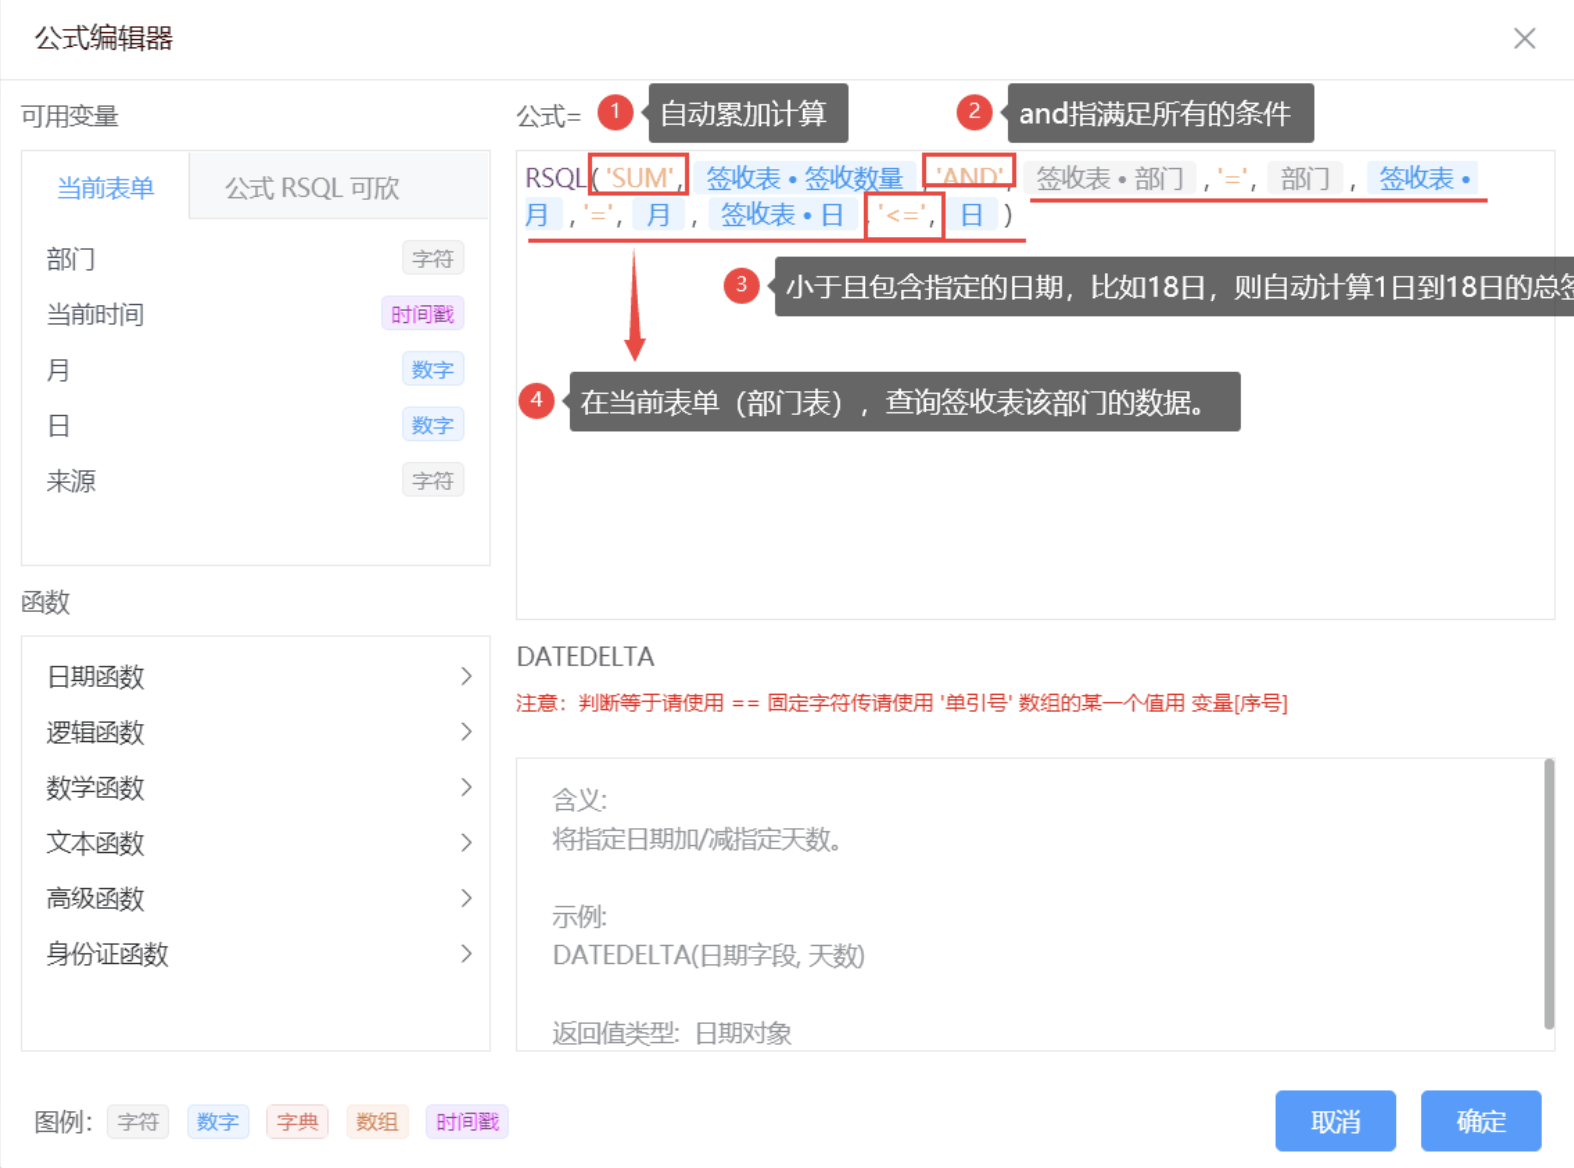 公式编辑器
可用变量
公式=
1
自动累加计算
2
and指满足所有的条件
当前表单
公式 RSQL 可欣
RSQL( 'SUM', 签收表•签收数量 , 'AND', 签收表•部门 , '=', 部门 , 签收表•
月 , '=', 月 , 签收表•日 , '<=', 日 )
部门 字符
当前时间 时间戳
月 数字
日 数字
来源 字符
3
小于且包含指定的日期，比如18日，则自动计算1日到18日的总签
4
在当前表单（部门表），查询签收表该部门的数据。
函数
日期函数
逻辑函数
数学函数
文本函数
高级函数
身份证函数
DATEDELTA
注意：判断等于请使用 == 固定字符传请使用 '单引号' 数组的某一个值用 变量[序号]
含义:
将指定日期加/减指定天数。
示例:
DATEDELTA(日期字段, 天数)
返回值类型: 日期对象
图例： 字符 数字 字典 数组 时间戳
取消
确定